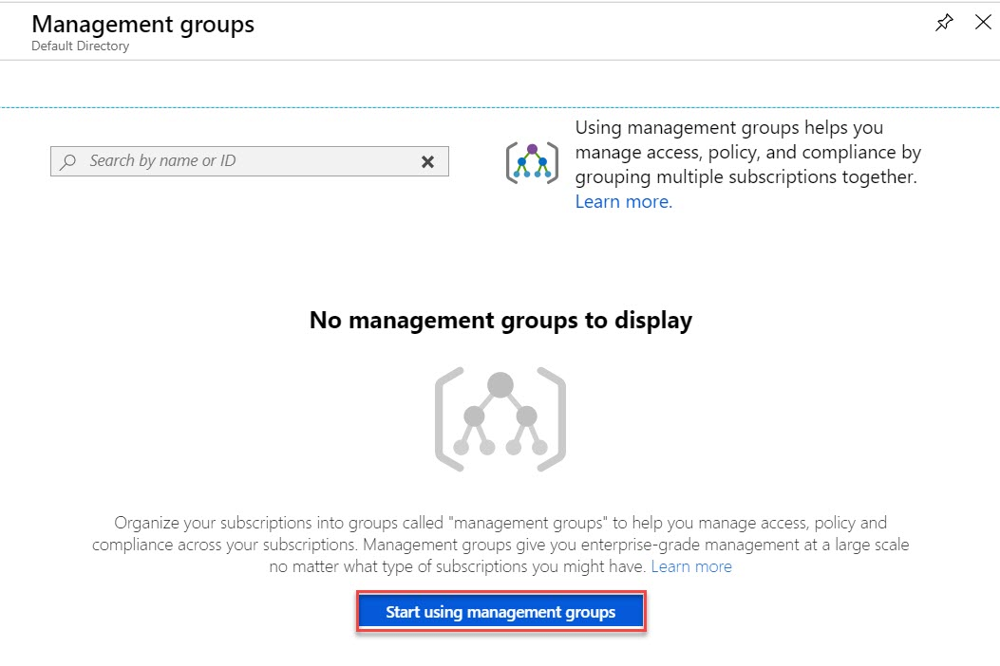 Management groups
Default Directory
Search by name or ID
Using management groups helps you
manage access, policy, and compliance by
grouping multiple subscriptions together.
Learn more.
No management groups to display
Organize your subscriptions into groups called "management groups" to help you manage access, policy and
compliance across your subscriptions. Management groups give you enterprise-grade management at a large scale
no matter what type of subscriptions you might have. Learn more
Start using management groups